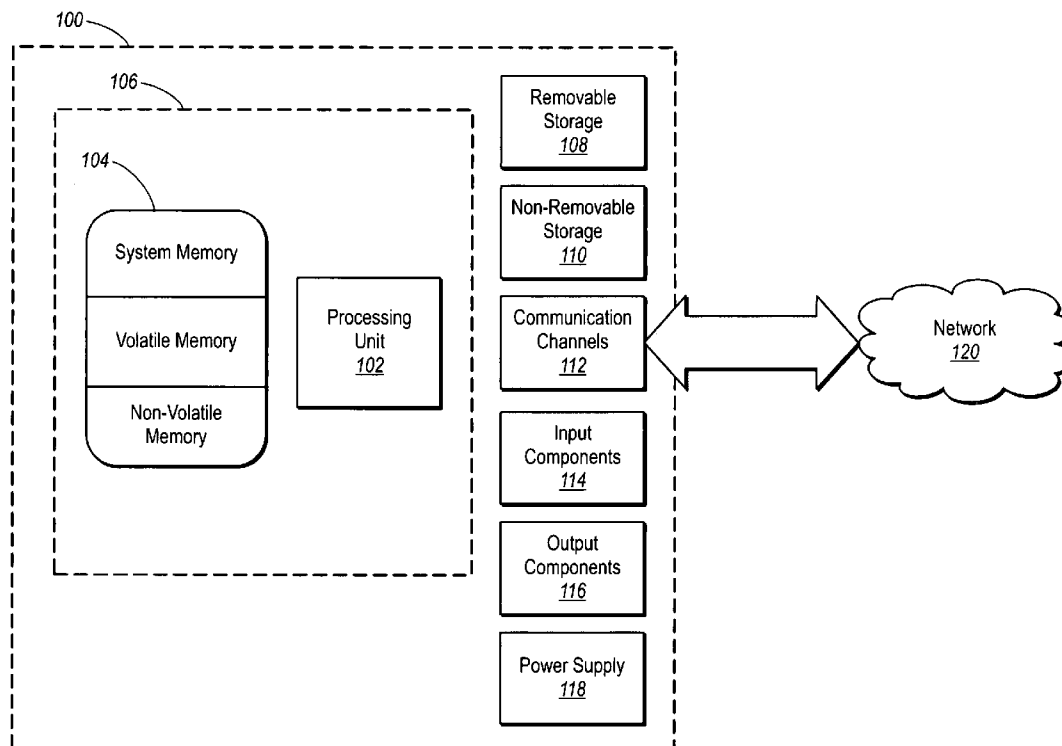 100
106
104
System Memory
Volatile Memory
Non-Volatile
Memory
Processing
Unit
102
Removable
Storage
108
Non-Removable
Storage
110
Communication
Channels
112
Input
Components
114
Output
Components
116
Power Supply
118
Network
120